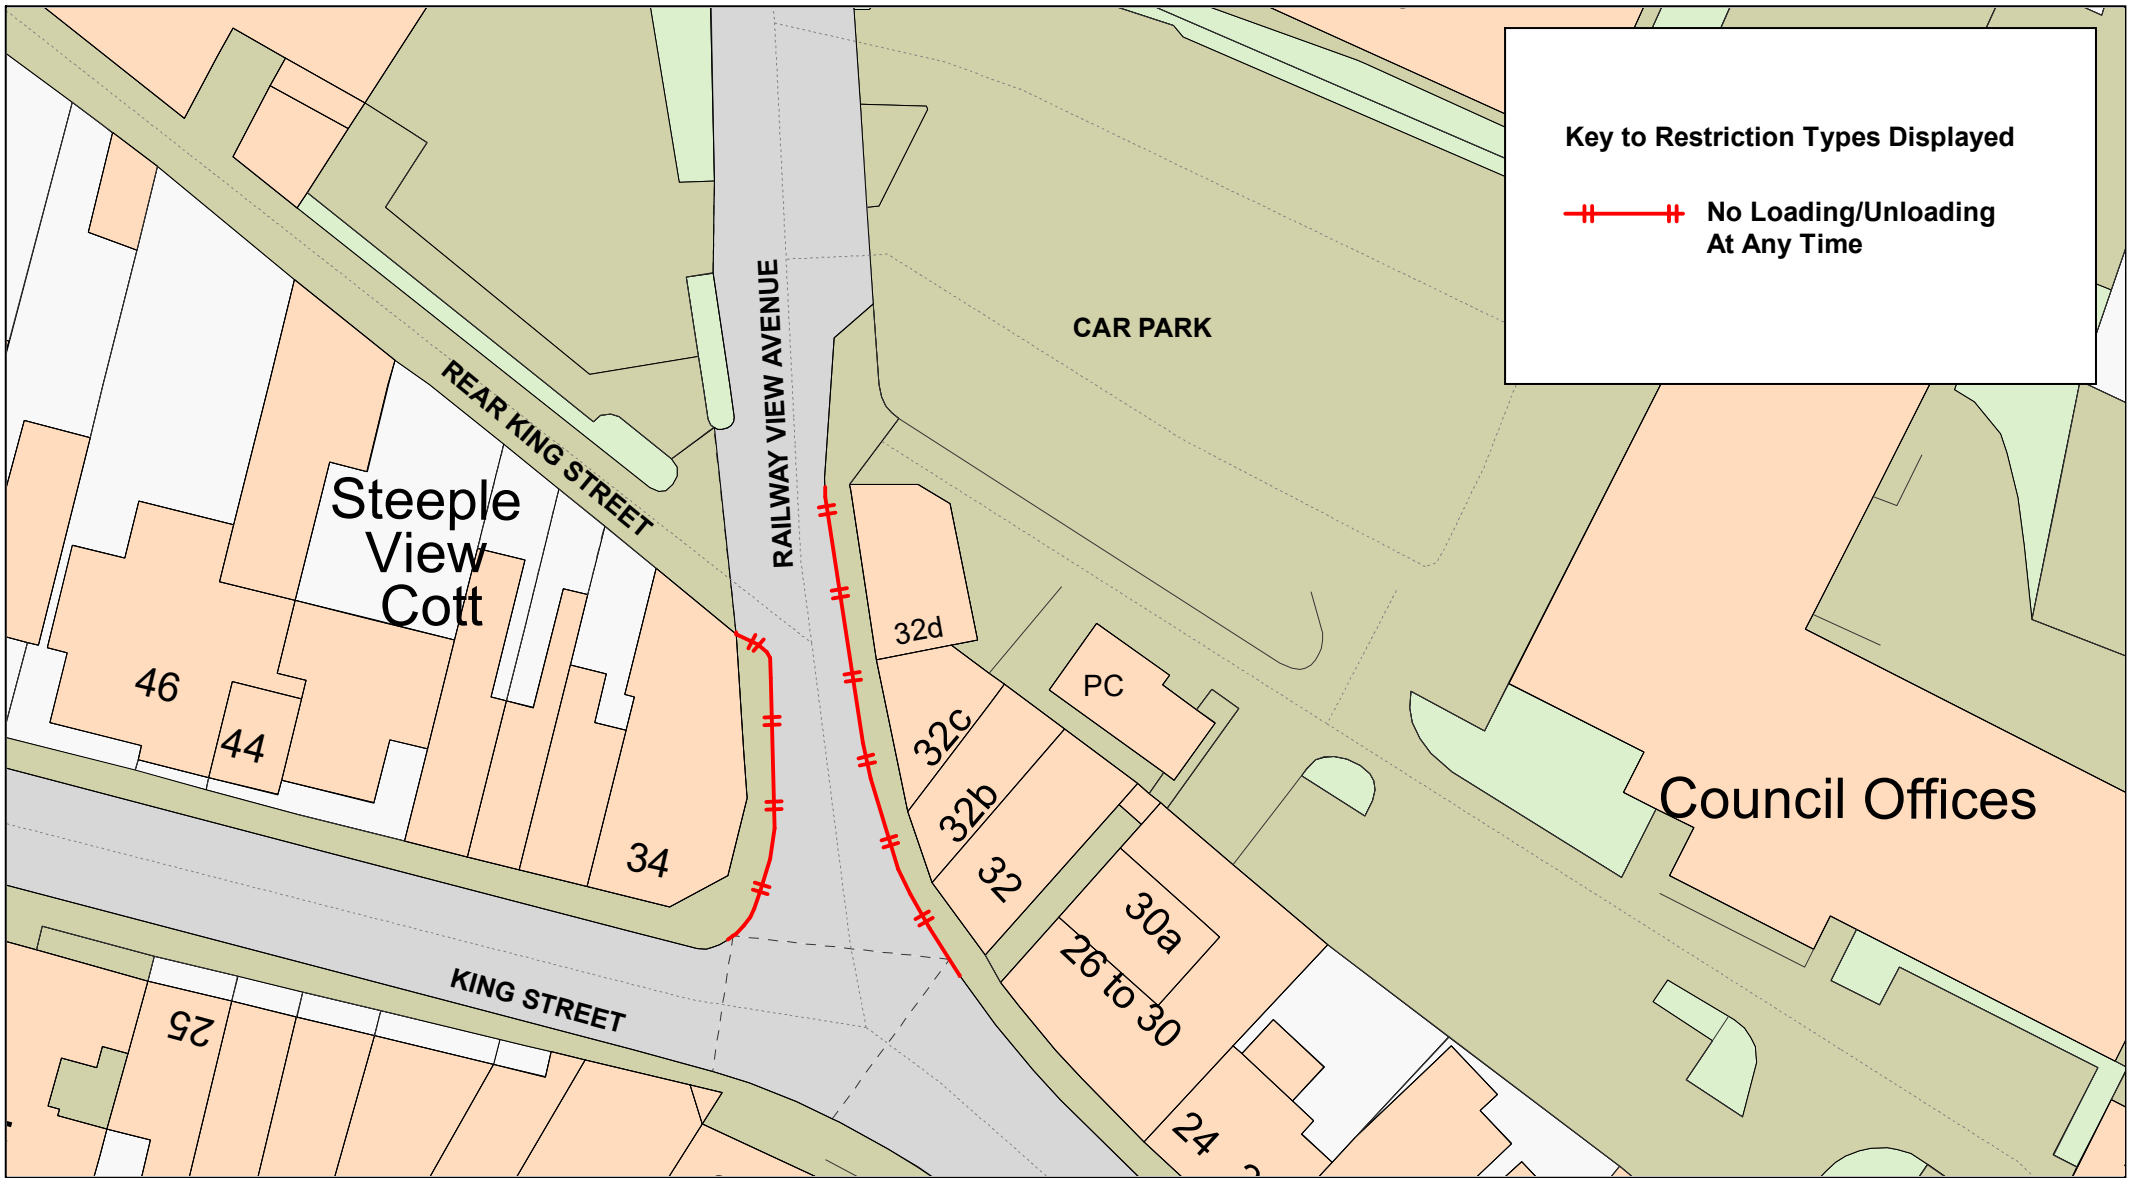 Key to Restriction Types Displayed
No Loading/Unloading
At Any Time
CAR PARK
RAILWAY VIEW AVENUE
REAR KING STREET
Steeple
View
Cott
32d
46
PC
44
32c
32b
Council Offices
34
32
30a
26 to 30
KING STREET
25
24